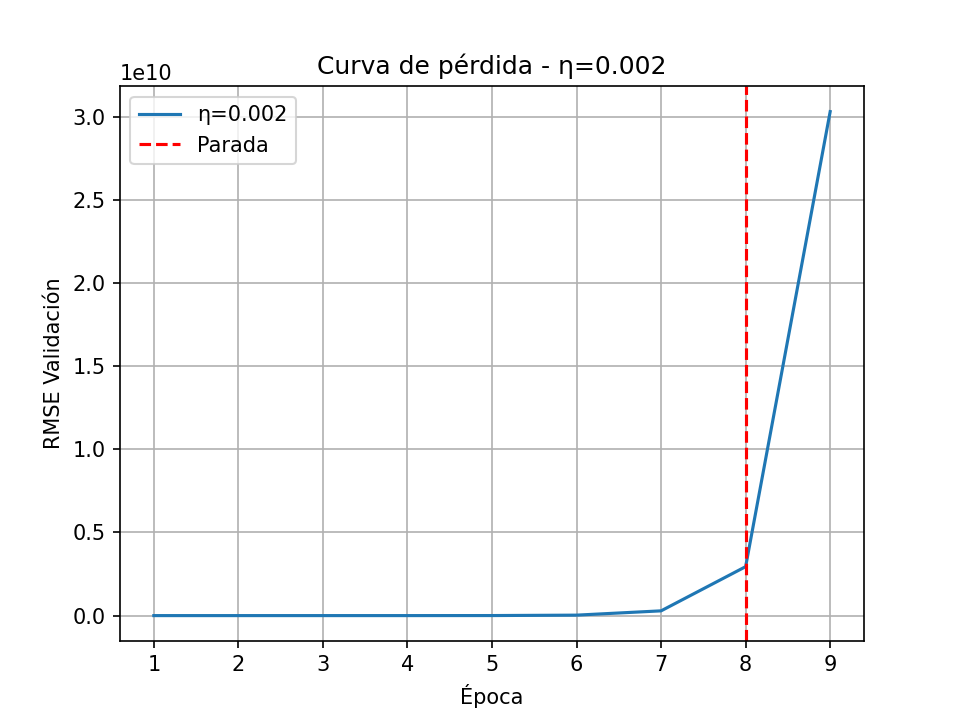 Curva de pérdida - η=0.002
1e10
η=0.002
Parada
3.0
2.5
2.0
1.5
1.0
0.5
0.0
RMSE Validación
1 2 3 4 5 6 7 8 9
Época